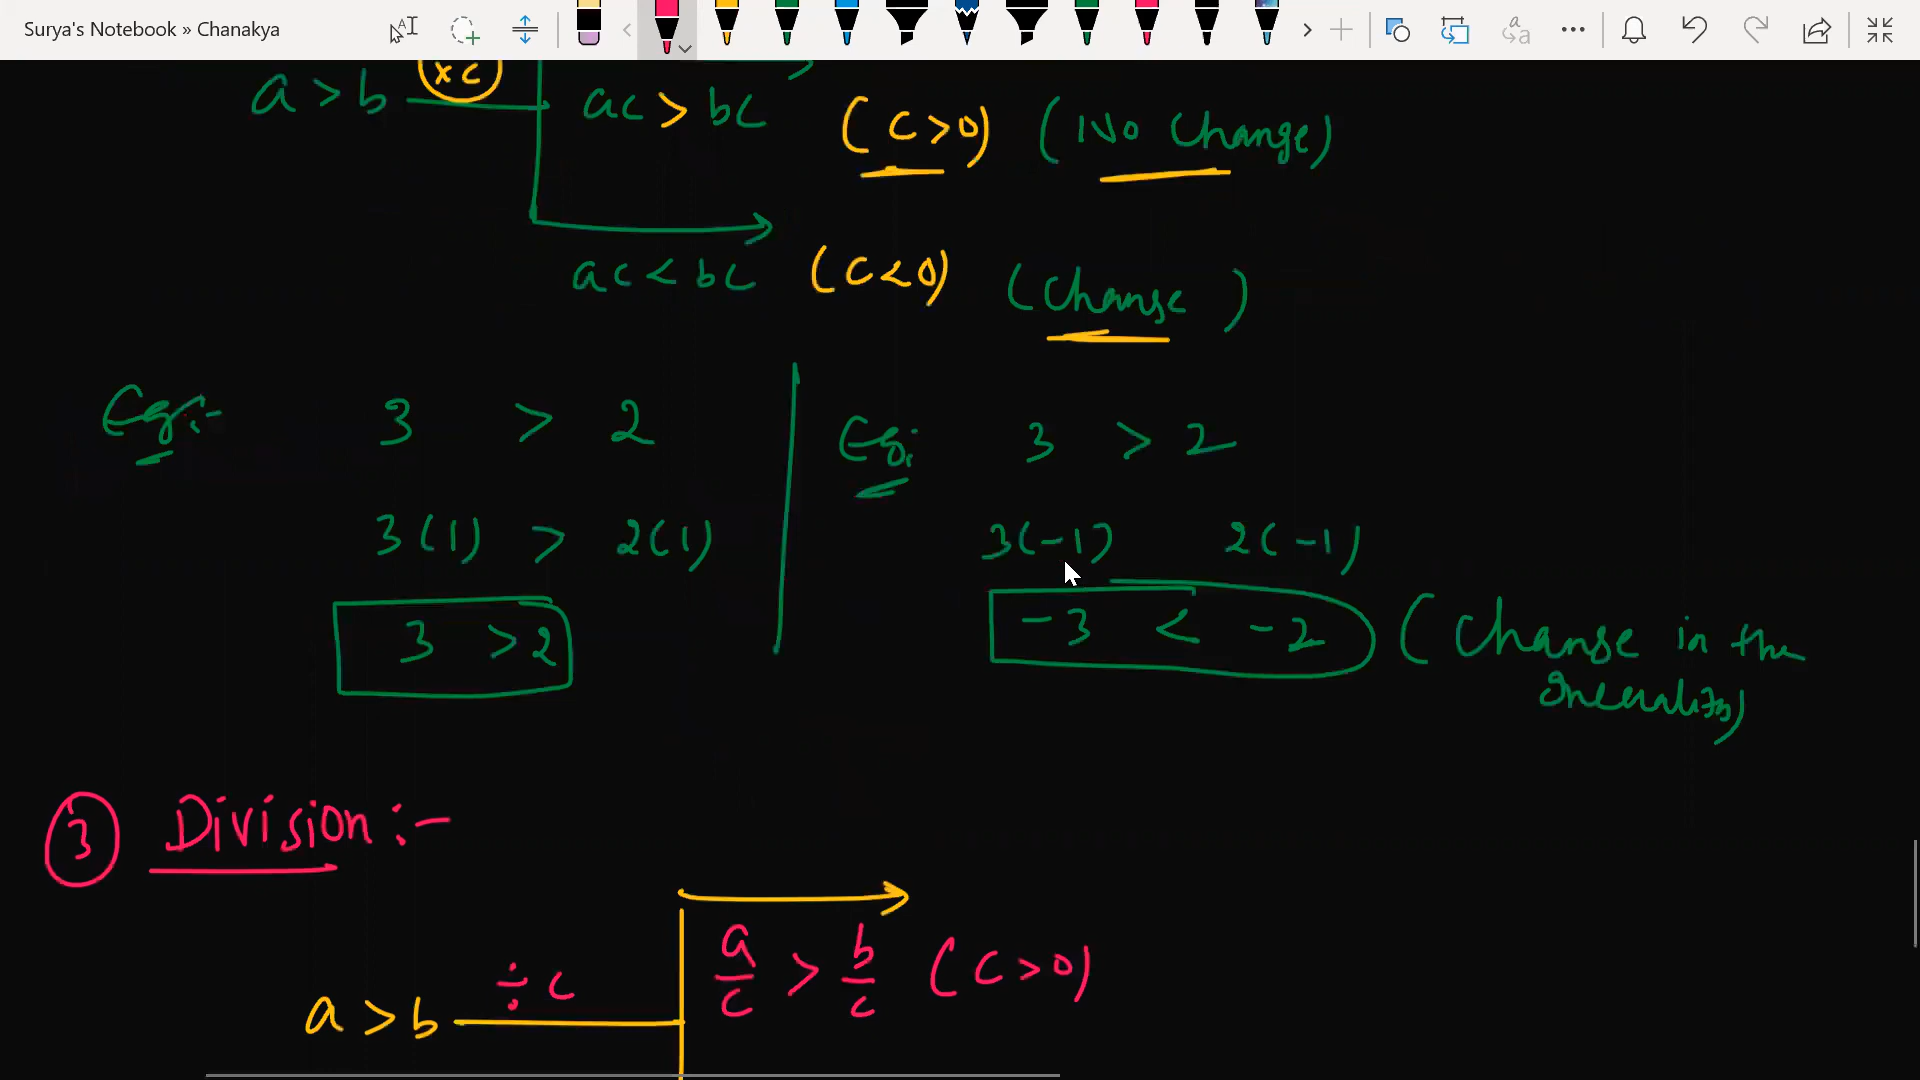 Surya's Notebook » Chanakya
a > b
xc
ac > bc (c>0) (No Change)
ac < bc (c<0) (Change)
Eg:- 3 > 2
3(1) > 2(1)
3 > 2
Eg: 3 > 2
3(-1) 2(-1)
-3 < -2 (Change in the
inequality)
③ Division :-
a > b ÷ c
a/c > b/c (c>0)